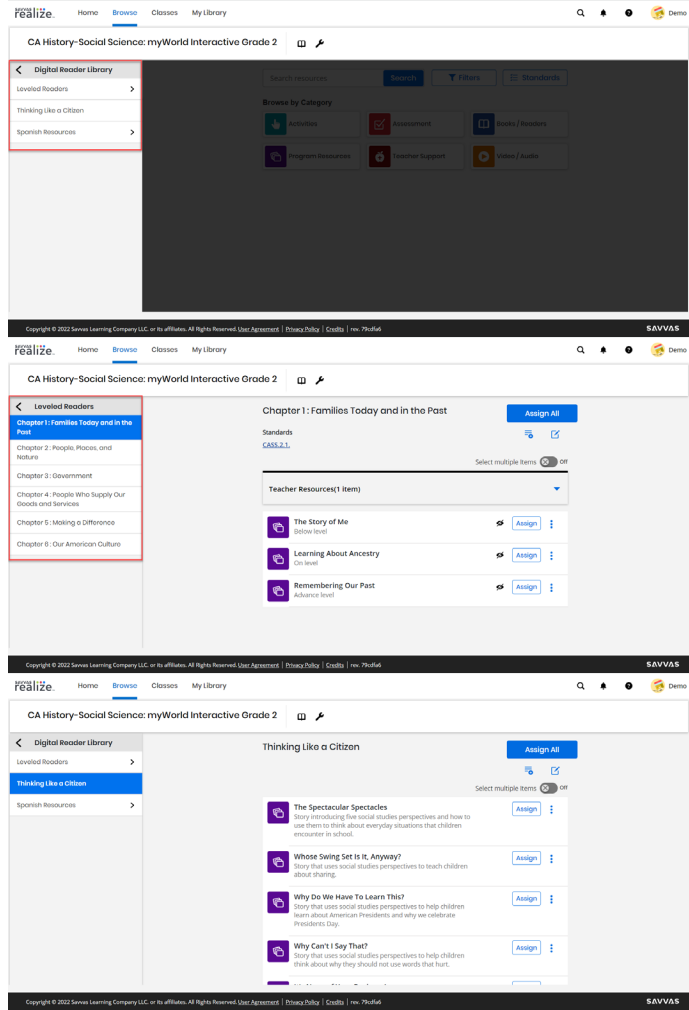 savvas
realize.
Home Browse Classes My Library
Demo
CA History-Social Science: myWorld Interactive Grade 2
Digital Reader Library
Leveled Readers
Thinking Like a Citizen
Spanish Resources
Search resources
Search
Filters
Standards
Browse by Category
Activities
Assessment
Books / Readers
Program Resources
Teacher Support
Video / Audio
Copyright © 2022 Savvas Learning Company LLC. or its affiliates. All Rights Reserved. User Agreement | Privacy Policy | Credits | rev. 79cdfa6
SAVVAS
savvas
realize.
Home Browse Classes My Library
Demo
CA History-Social Science: myWorld Interactive Grade 2
Leveled Readers
Chapter 1 : Families Today and in the
Past
Chapter 2 : People, Places, and
Nature
Chapter 3 : Government
Chapter 4 : People Who Supply Our
Goods and Services
Chapter 5 : Making a Difference
Chapter 6 : Our American Culture
Chapter 1 : Families Today and in the Past
Assign All
Standards
CASS.2.1.
Select multiple items Off
Teacher Resources(1 item)
The Story of Me
Below level
Assign
Learning About Ancestry
On level
Assign
Remembering Our Past
Advance level
Assign
Copyright © 2022 Savvas Learning Company LLC. or its affiliates. All Rights Reserved. User Agreement | Privacy Policy | Credits | rev. 79cdfa6
SAVVAS
savvas
realize.
Home Browse Classes My Library
Demo
CA History-Social Science: myWorld Interactive Grade 2
Digital Reader Library
Leveled Readers
Thinking Like a Citizen
Spanish Resources
Thinking Like a Citizen
Assign All
Select multiple items Off
The Spectacular Spectacles
Story introducing five social studies perspectives and how to
use them to think about everyday situations that children
encounter in school.
Assign
Whose Swing Set Is It, Anyway?
Story that uses social studies perspectives to teach children
about sharing.
Assign
Why Do We Have To Learn This?
Story that uses social studies perspectives to help children
learn about American Presidents and why we celebrate
Presidents Day.
Assign
Why Can't I Say That?
Story that uses social studies perspectives to help children
think about why they should not use words that hurt.
Assign
Copyright © 2022 Savvas Learning Company LLC. or its affiliates. All Rights Reserved. User Agreement | Privacy Policy | Credits | rev. 79cdfa6
SAVVAS